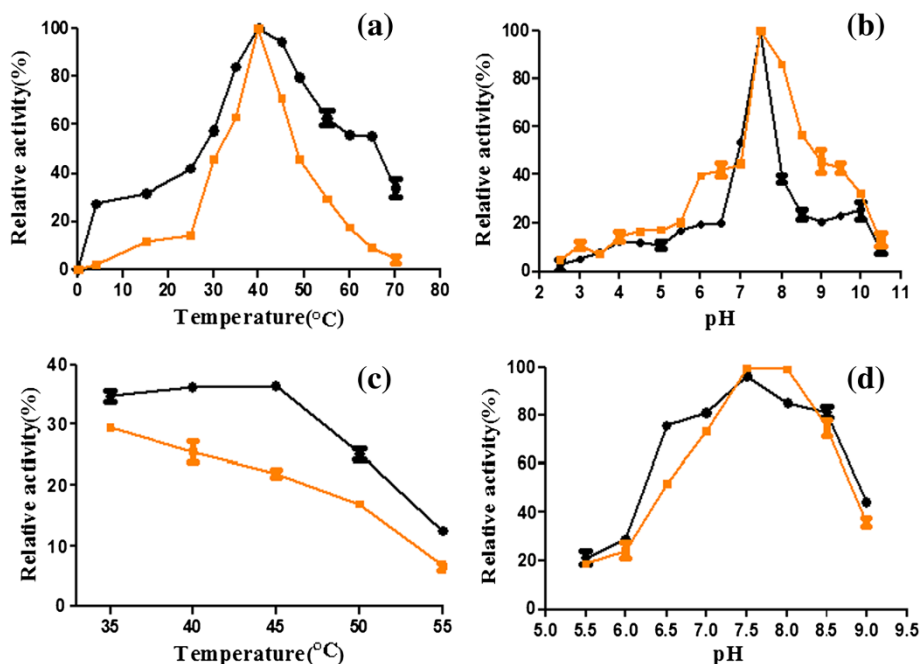 (a)
Relative activity(%)
100
80
60
40
20
0
0 10 20 30 40 50 60 70 80
Temperature(°C)
(b)
Relative activity(%)
100
80
60
40
20
0
2 3 4 5 6 7 8 9 10 11
pH
(c)
Relative activity(%)
40
30
20
10
0
35 40 45 50 55
Temperature(°C)
(d)
Relative activity(%)
100
80
60
40
20
0
5.0 5.5 6.0 6.5 7.0 7.5 8.0 8.5 9.0 9.5
pH